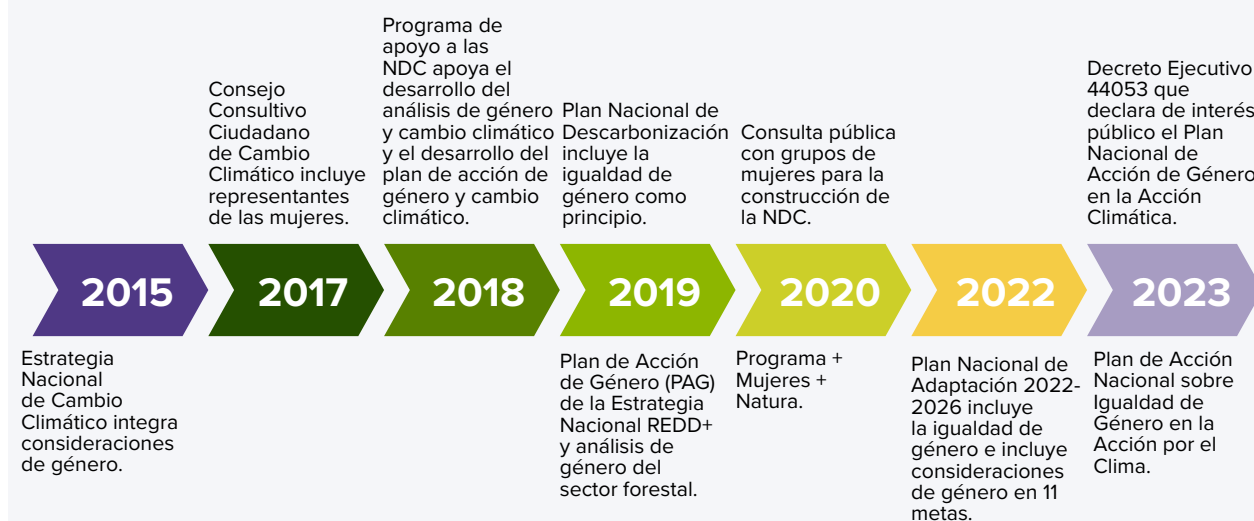 Programa de
apoyo a las
NDC apoya el
desarrollo del
análisis de género
y cambio climático
y el desarrollo del
plan de acción de
género y cambio
climático.
Consejo
Consultivo
Ciudadano
de Cambio
Climático incluye
representantes
de las mujeres.
Plan Nacional de
Descarbonización
incluye la
igualdad de
género como
principio.
Consulta pública
con grupos de
mujeres para la
construcción de
la NDC.
Decreto Ejecutivo
44053 que
declara de interés
público el Plan
Nacional de
Acción de Género
en la Acción
Climática.
2015
2017
2018
2019
2020
2022
2023
Estrategia
Nacional
de Cambio
Climático integra
consideraciones
de género.
Plan de Acción
de Género (PAG)
de la Estrategia
Nacional REDD+
y análisis de
género del
sector forestal.
Programa +
Mujeres +
Natura.
Plan Nacional de
Adaptación 2022-
2026 incluye
la igualdad de
género e incluye
consideraciones
de género en 11
metas.
Plan de Acción
Nacional sobre
Igualdad de
Género en la
Acción por el
Clima.